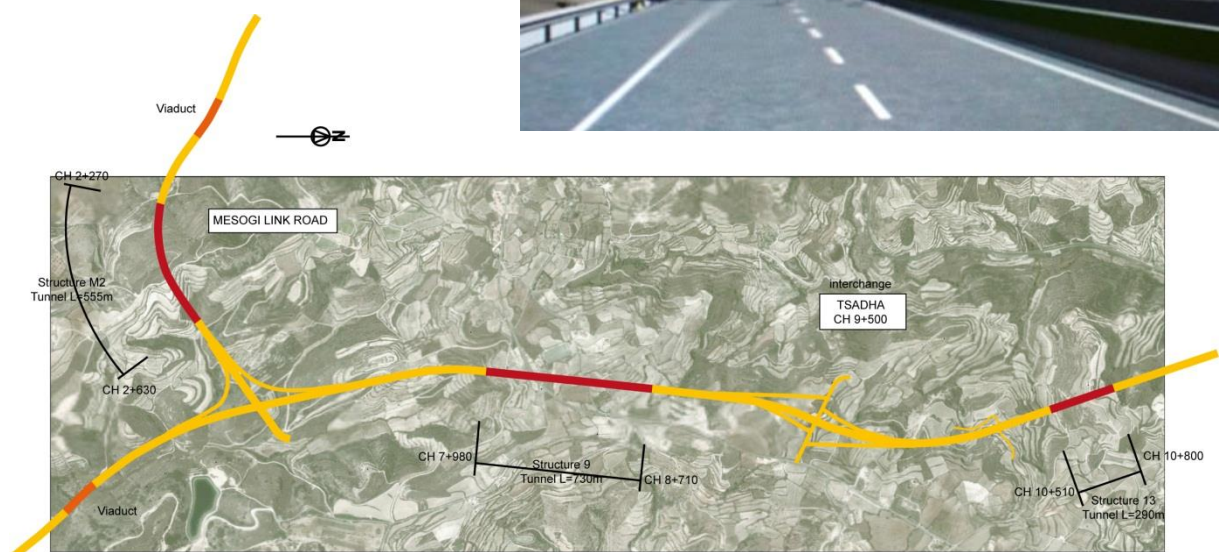 Viaduct
N
CH 2+270
MESOGI LINK ROAD
Structure M2
Tunnel L=555m
CH 2+630
interchange
TSADHA
CH 9+500
CH 7+980
Structure 9
Tunnel L=730m
CH 8+710
CH 10+800
CH 10+510
Structure 13
Tunnel L=290m
Viaduct